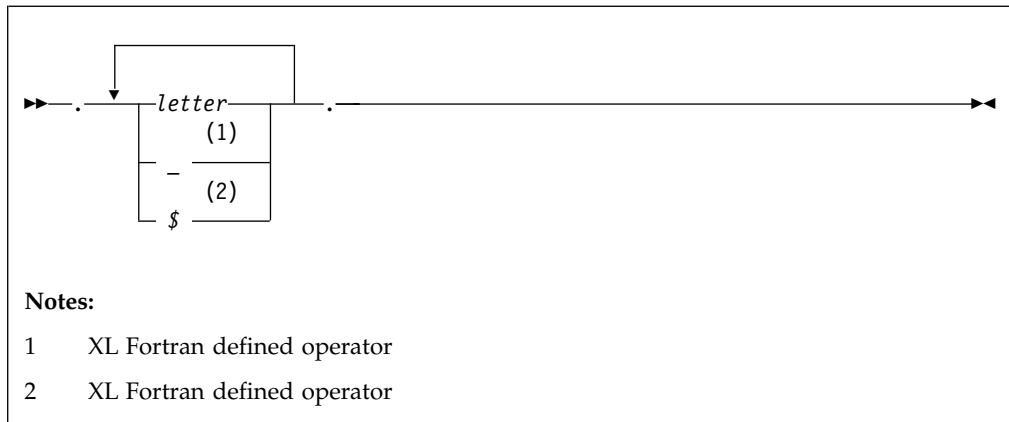 . letter .
(1)
_
(2)
$
Notes:
1 XL Fortran defined operator
2 XL Fortran defined operator